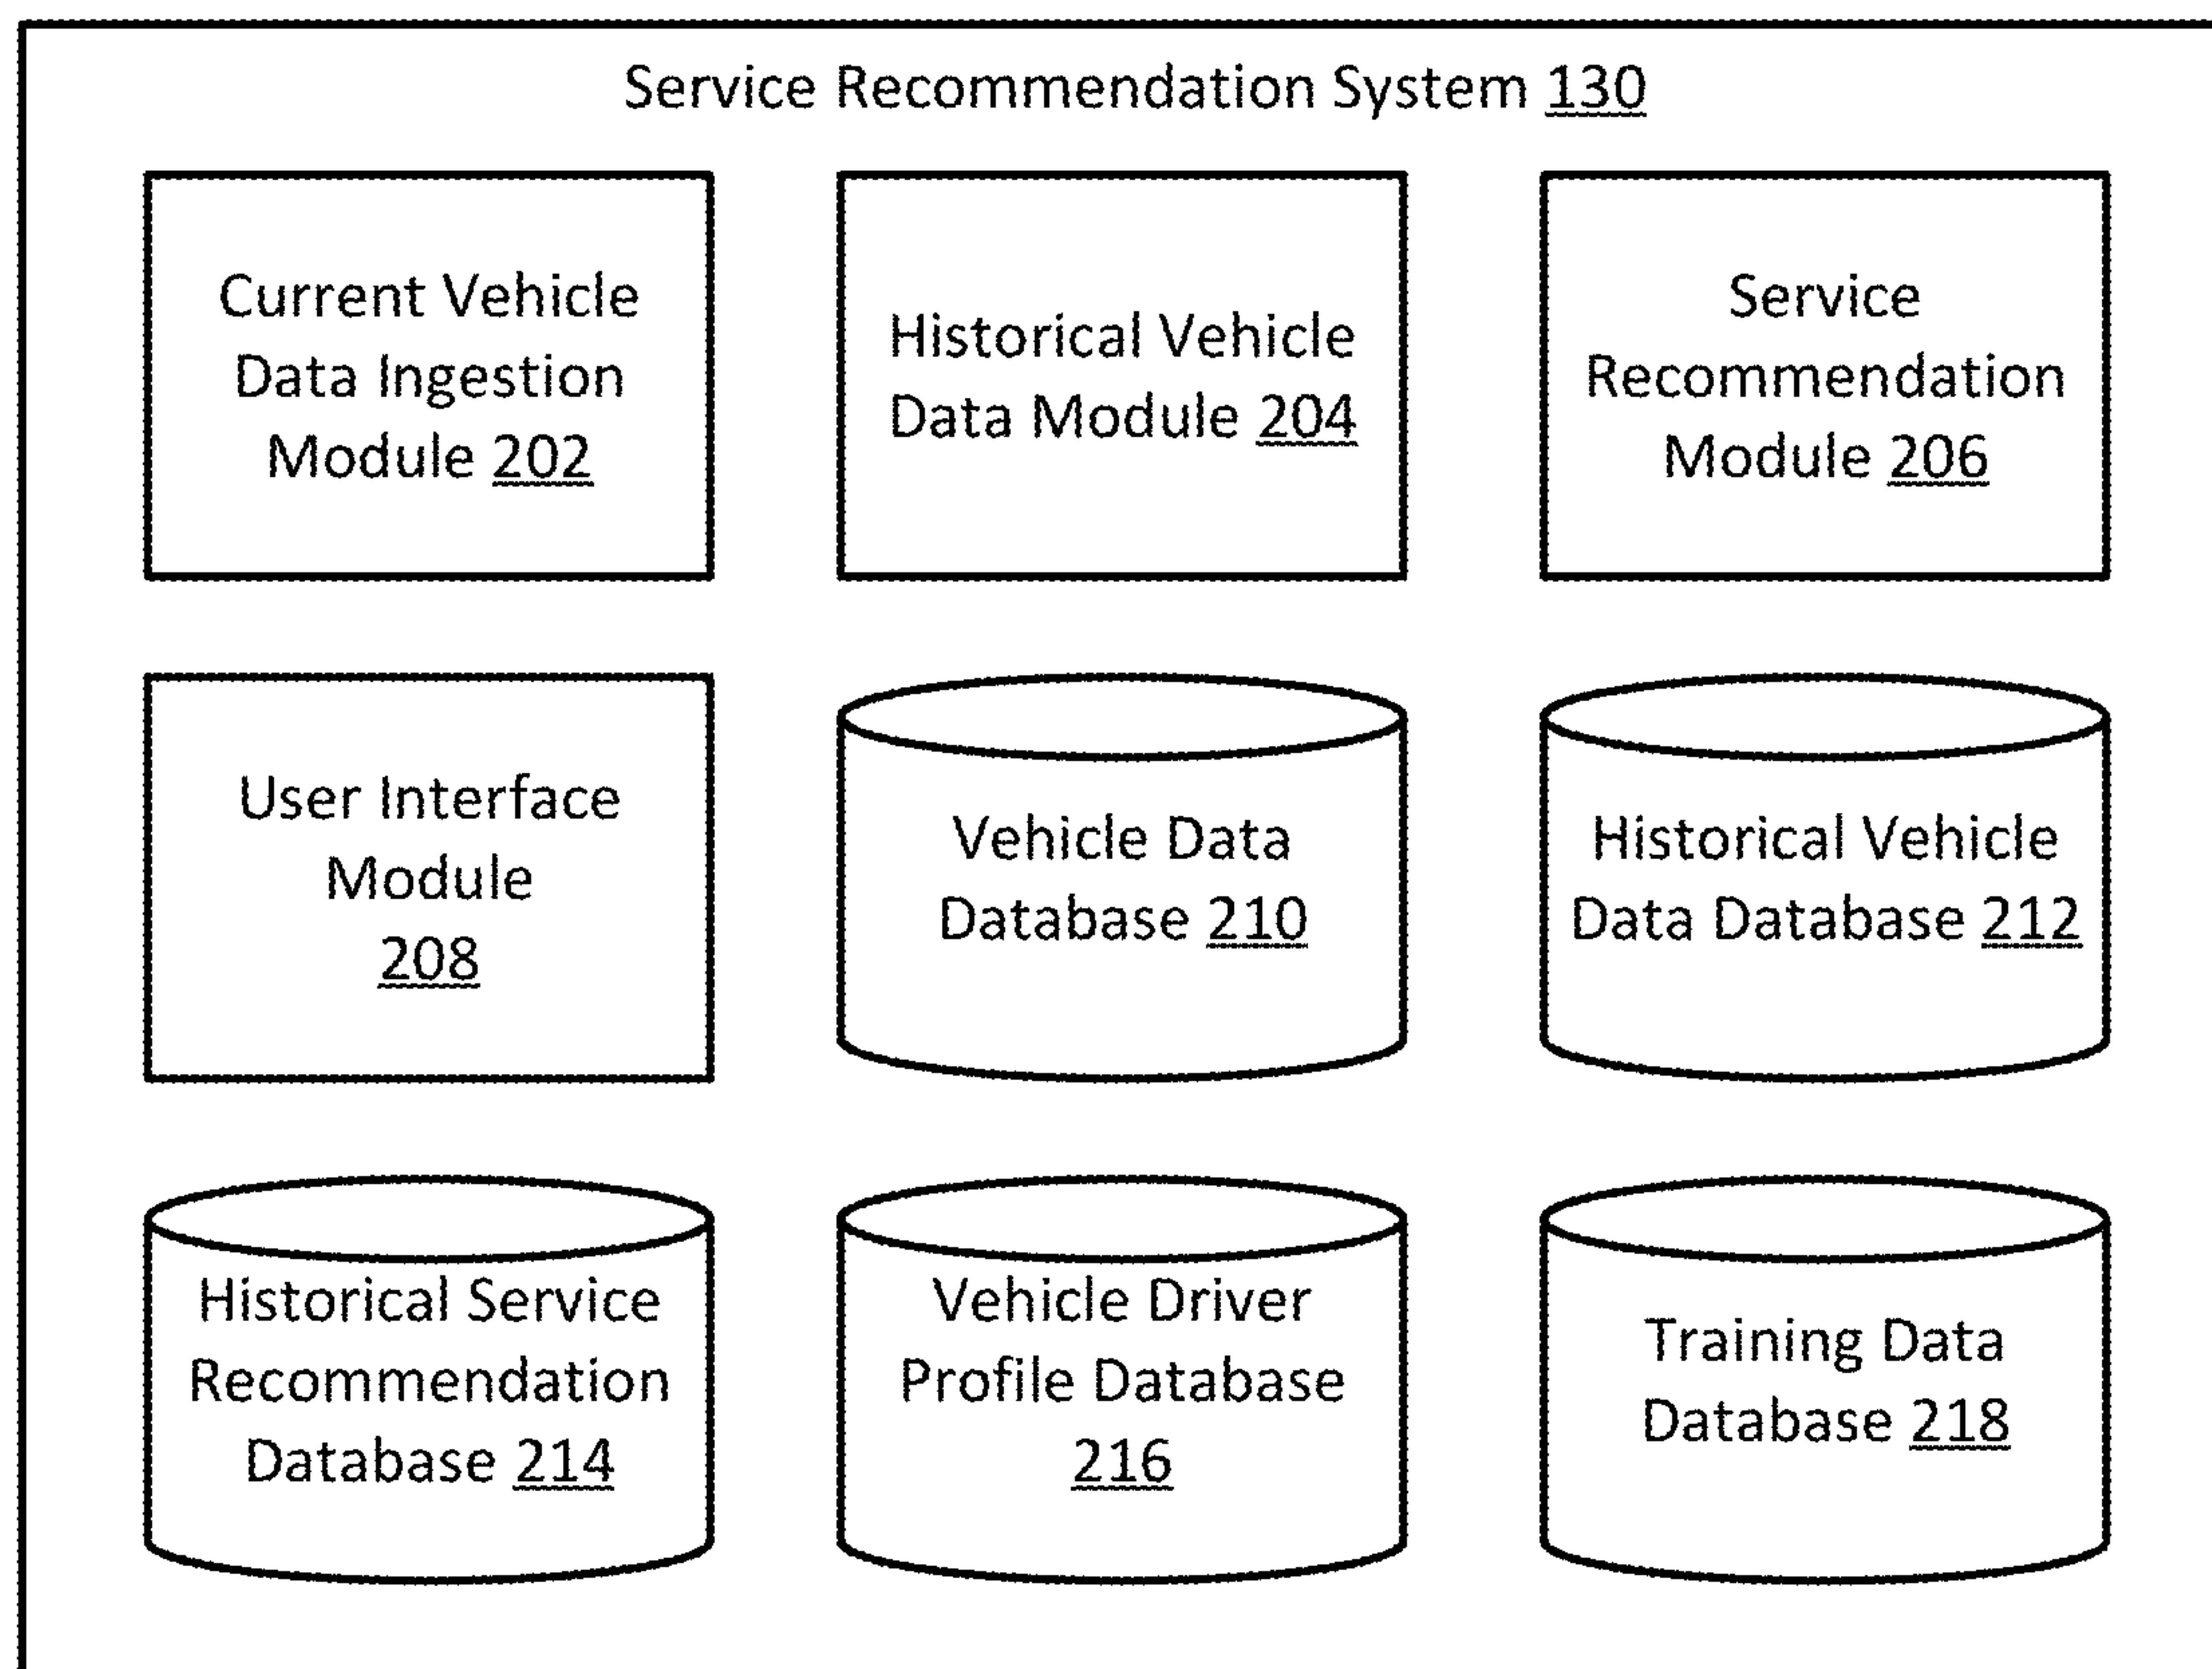 Service Recommendation System 130
Current Vehicle
Data Ingestion
Module 202
Historical Vehicle
Data Module 204
Service
Recommendation
Module 206
User Interface
Module
208
Vehicle Data
Database 210
Historical Vehicle
Data Database 212
Historical Service
Recommendation
Database 214
Vehicle Driver
Profile Database
216
Training Data
Database 218